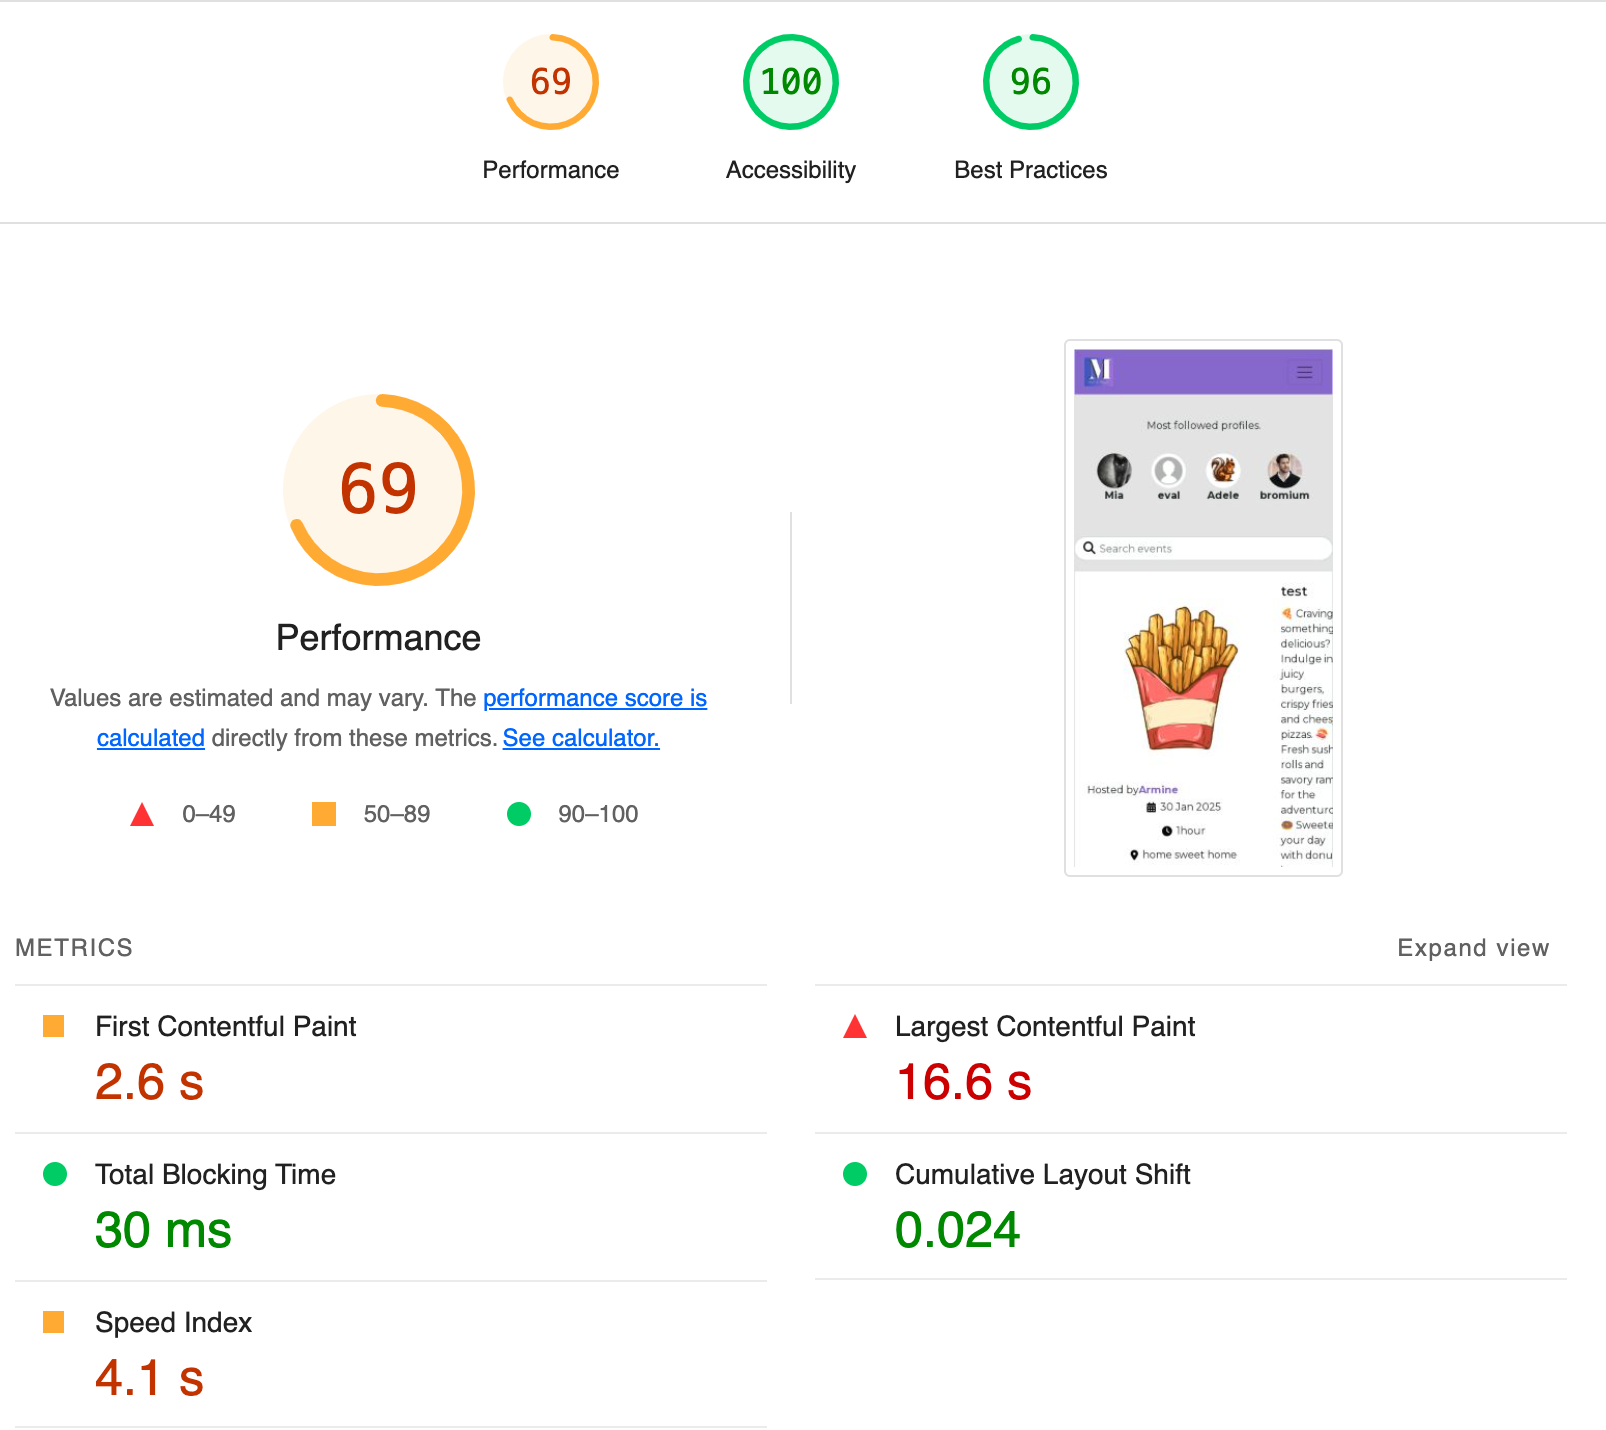 69
100
96
Performance
Accessibility
Best Practices
69
Performance
Values are estimated and may vary. The performance score is
calculated directly from these metrics. See calculator.
0–49
50–89
90–100
M
Most followed profiles.
Mia
eval
Adele
bromium
Search events
test
🍕 Craving
something
delicious?
Indulge in
juicy
burgers,
crispy fries
and chees
pizzas. 🍣
Fresh sush
rolls and
savory ram
for the
adventuro
🍩 Sweete
your day
with donu
Hosted byArmine
30 Jan 2025
1hour
home sweet home
METRICS
Expand view
First Contentful Paint
2.6 s
Largest Contentful Paint
16.6 s
Total Blocking Time
30 ms
Cumulative Layout Shift
0.024
Speed Index
4.1 s